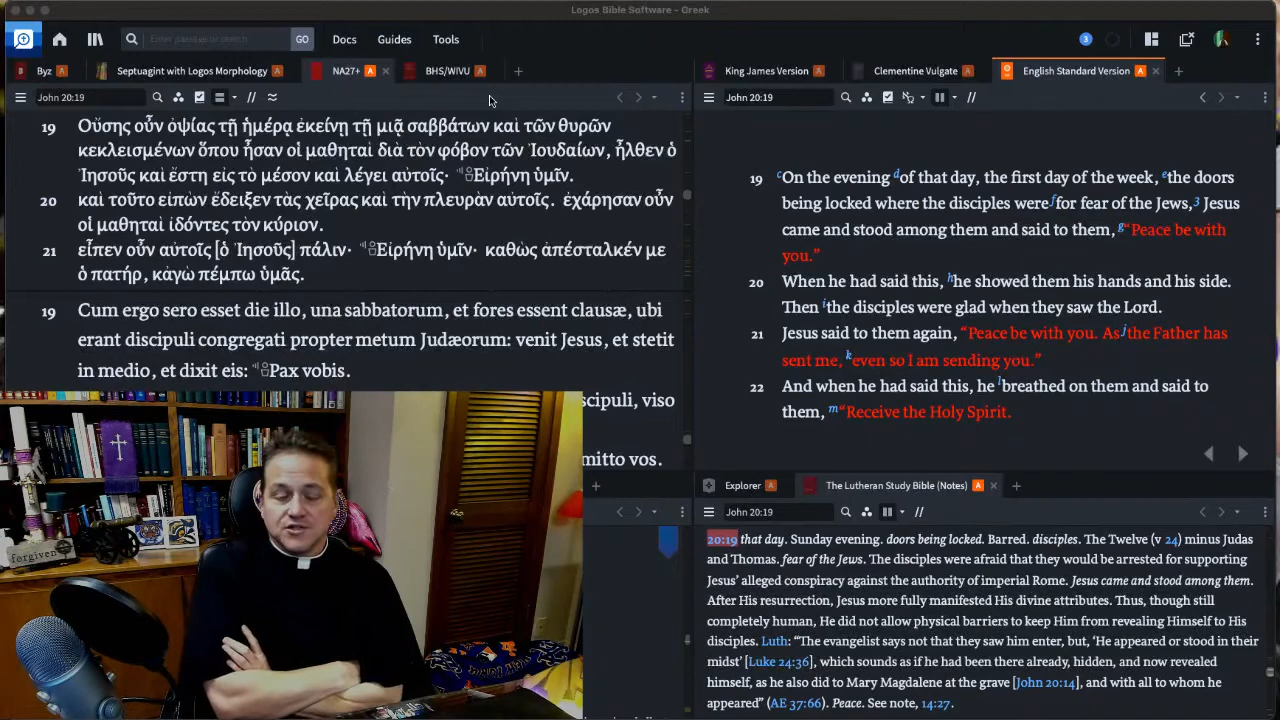 Logos Bible Software - Greek
GO
Docs
Guides
Tools
3
Byz A
Septuagint with Logos Morphology A
NA27+ A
BHS/WIVU A
John 20:19
19 Οὔσης οὖν ὀψίας τῇ ἡμέρᾳ ἐκείνῃ τῇ μιᾷ σαββάτων καὶ τῶν θυρῶν
κεκλεισμένων ὅπου ἦσαν οἱ μαθηταὶ διὰ τὸν φόβον τῶν Ἰουδαίων, ἦλθεν ὁ
Ἰησοῦς καὶ ἔστη εἰς τὸ μέσον καὶ λέγει αὐτοῖς· Εἰρήνη ὑμῖν.
20 καὶ τοῦτο εἰπὼν ἔδειξεν τὰς χεῖρας καὶ τὴν πλευρὰν αὐτοῖς. ἐχάρησαν οὖν
οἱ μαθηταὶ ἰδόντες τὸν κύριον.
21 εἶπεν οὖν αὐτοῖς [ὁ Ἰησοῦς] πάλιν· Εἰρήνη ὑμῖν· καθὼς ἀπέσταλκέν με
ὁ πατήρ, κἀγὼ πέμπω ὑμᾶς.
19 Cum ergo sero esset die illo, una sabbatorum, et fores essent clausæ, ubi
erant discipuli congregati propter metum Judæorum: venit Jesus, et stetit
in medio, et dixit eis: Pax vobis.
scipuli, viso
mitto vos.
forgiven
King James Version A
Clementine Vulgate A
English Standard Version A
John 20:19
19 cOn the evening dof that day, the first day of the week, ethe doors
being locked where the disciples were ffor fear of the Jews,3 Jesus
came and stood among them and said to them, g“Peace be with
you.”
20 When he had said this, hhe showed them his hands and his side.
Then ithe disciples were glad when they saw the Lord.
21 Jesus said to them again, “Peace be with you. As jthe Father has
sent me, keven so I am sending you.”
22 And when he had said this, he lbreathed on them and said to
them, m“Receive the Holy Spirit.
Explorer A
The Lutheran Study Bible (Notes) A
John 20:19
20:19 that day. Sunday evening. doors being locked. Barred. disciples. The Twelve (v 24) minus Judas
and Thomas. fear of the Jews. The disciples were afraid that they would be arrested for supporting
Jesus’ alleged conspiracy against the authority of imperial Rome. Jesus came and stood among them.
After His resurrection, Jesus more fully manifested His divine attributes. Thus, though still
completely human, He did not allow physical barriers to keep Him from revealing Himself to His
disciples. Luth: “The evangelist says not that they saw him enter, but, ‘He appeared or stood in their
midst’ [Luke 24:36], which sounds as if he had been there already, hidden, and now revealed
himself, as he also did to Mary Magdalene at the grave [John 20:14], and with all to whom he
appeared” (AE 37:66). Peace. See note, 14:27.